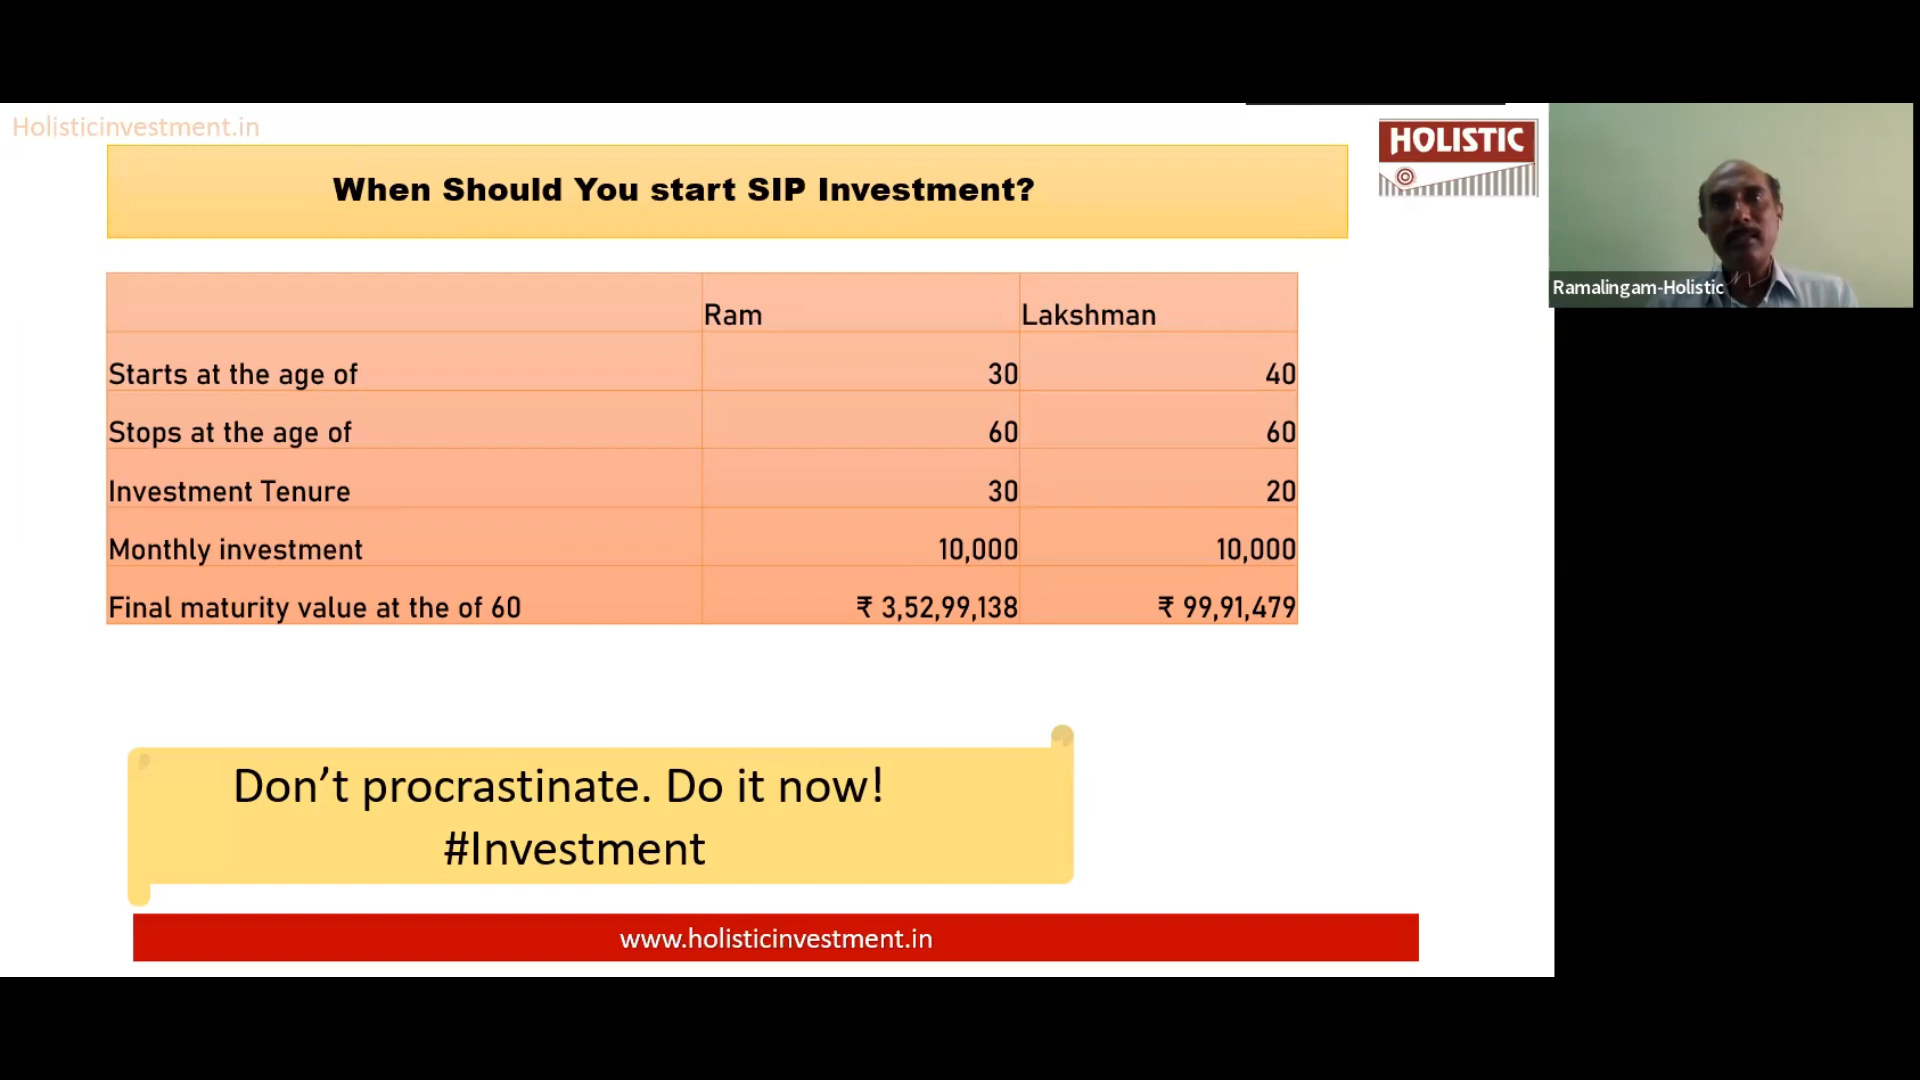 Holisticinvestment.in
When Should You start SIP Investment?
HOLISTIC
Ramalingam-Holistic
Ram Lakshman
Starts at the age of 30 40
Stops at the age of 60 60
Investment Tenure 30 20
Monthly investment 10,000 10,000
Final maturity value at the of 60 ₹ 3,52,99,138 ₹ 99,91,479
Don’t procrastinate. Do it now!
#Investment
www.holisticinvestment.in